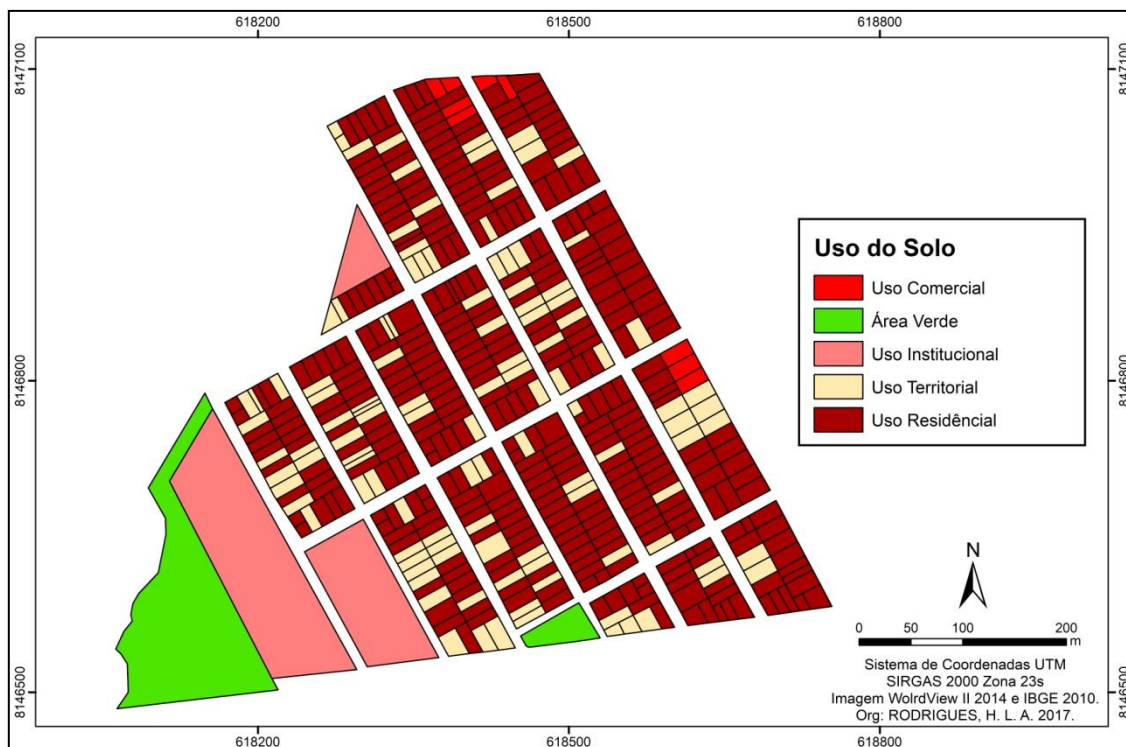 618200
618500
618800
8147100
8147100
Uso do Solo
Uso Comercial
Área Verde
Uso Institucional
Uso Territorial
Uso Residêncial
8146800
8146800
N
0 50 100 200
m
Sistema de Coordenadas UTM
SIRGAS 2000 Zona 23s
Imagem WolrdView II 2014 e IBGE 2010.
Org: RODRIGUES, H. L. A. 2017.
8146500
8146500
618200
618500
618800